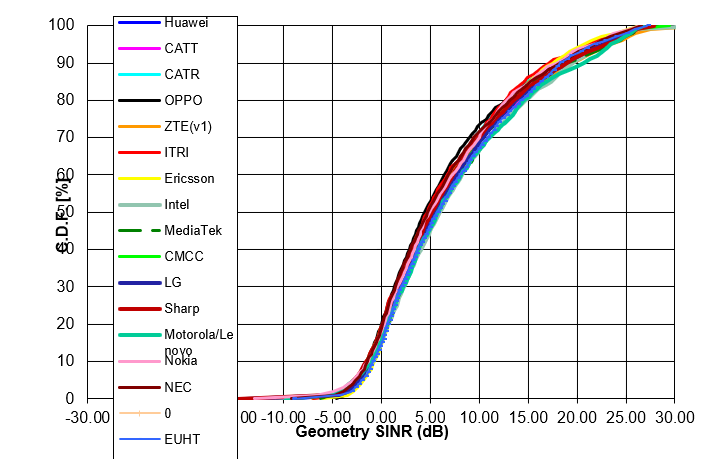 100
90
80
70
60
50
40
30
20
10
0
C.D.F. [%]
Huawei
CATT
CATR
OPPO
ZTE(v1)
ITRI
Ericsson
Intel
MediaTek
CMCC
LG
Sharp
Motorola/Le
novo
Nokia
NEC
0
EUHT
-30.00 00 -10.00 -5.00 0.00 5.00 10.00 15.00 20.00 25.00 30.00
Geometry SINR (dB)